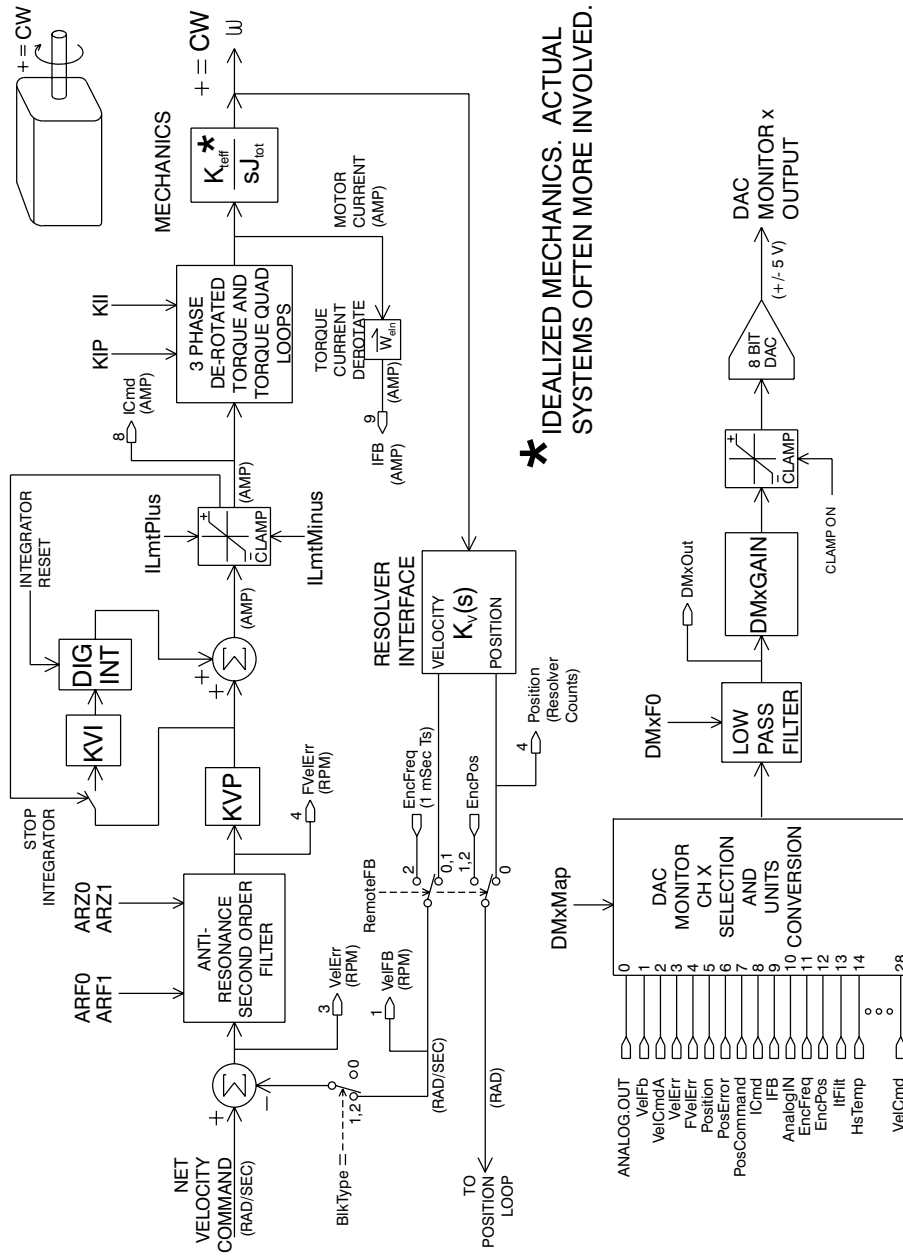 + = CW
NET
VELOCITY
COMMAND
(RAD/SEC)
+
Σ
–
ARF0
ARF1
ARZ0
ARZ1
ANTI-
RESONANCE
SECOND ORDER
FILTER
3
VelErr
(RPM)
4
FVelErr
(RPM)
KVP
STOP
INTEGRATOR
KVI
DIG
INT
INTEGRATOR
RESET
+
+
Σ
(AMP)
ILmtPlus
+
–
CLAMP
ILmtMinus
(AMP)
8
ICmd
(AMP)
KIP
KII
3 PHASE
DE-ROTATED
TORQUE AND
TORQUE QUAD
LOOPS
MECHANICS
K teff *
sJ tot
+ = CW
ω
MOTOR
CURRENT
(AMP)
TORQUE
CURRENT
DEROTATE
W eln
(AMP)
9
IFB
(AMP)
BlkType =
1,2
0
1
VelFB
(RPM)
(RAD/SEC)
RemoteFB
2
0,1
EncFreq
(1 mSec Ts)
1,2
0
EncPos
RESOLVER
INTERFACE
VELOCITY
Kv(s)
POSITION
4
Position
(Resolver
Counts)
TO
POSITION
LOOP
(RAD)
* IDEALIZED MECHANICS. ACTUAL
SYSTEMS OFTEN MORE INVOLVED.
DMxMap
ANALOG.OUT 0
VelFb 1
VelCmdA 2
VelErr 3
FVelErr 4
Position 5
PosError 6
PosCommand 7
ICmd 8
IFB 9
AnalogIN 10
EncFreq 11
EncPos 12
ItFilt 13
HsTemp 14
VelCmd 28
DAC
MONITOR
CH X
SELECTION
AND
UNITS
CONVERSION
DMxF0
LOW
PASS
FILTER
DMxOut
DMxGAIN
+
–
CLAMP
CLAMP ON
8 BIT
DAC
(+/- 5 V)
DAC
MONITOR x
OUTPUT